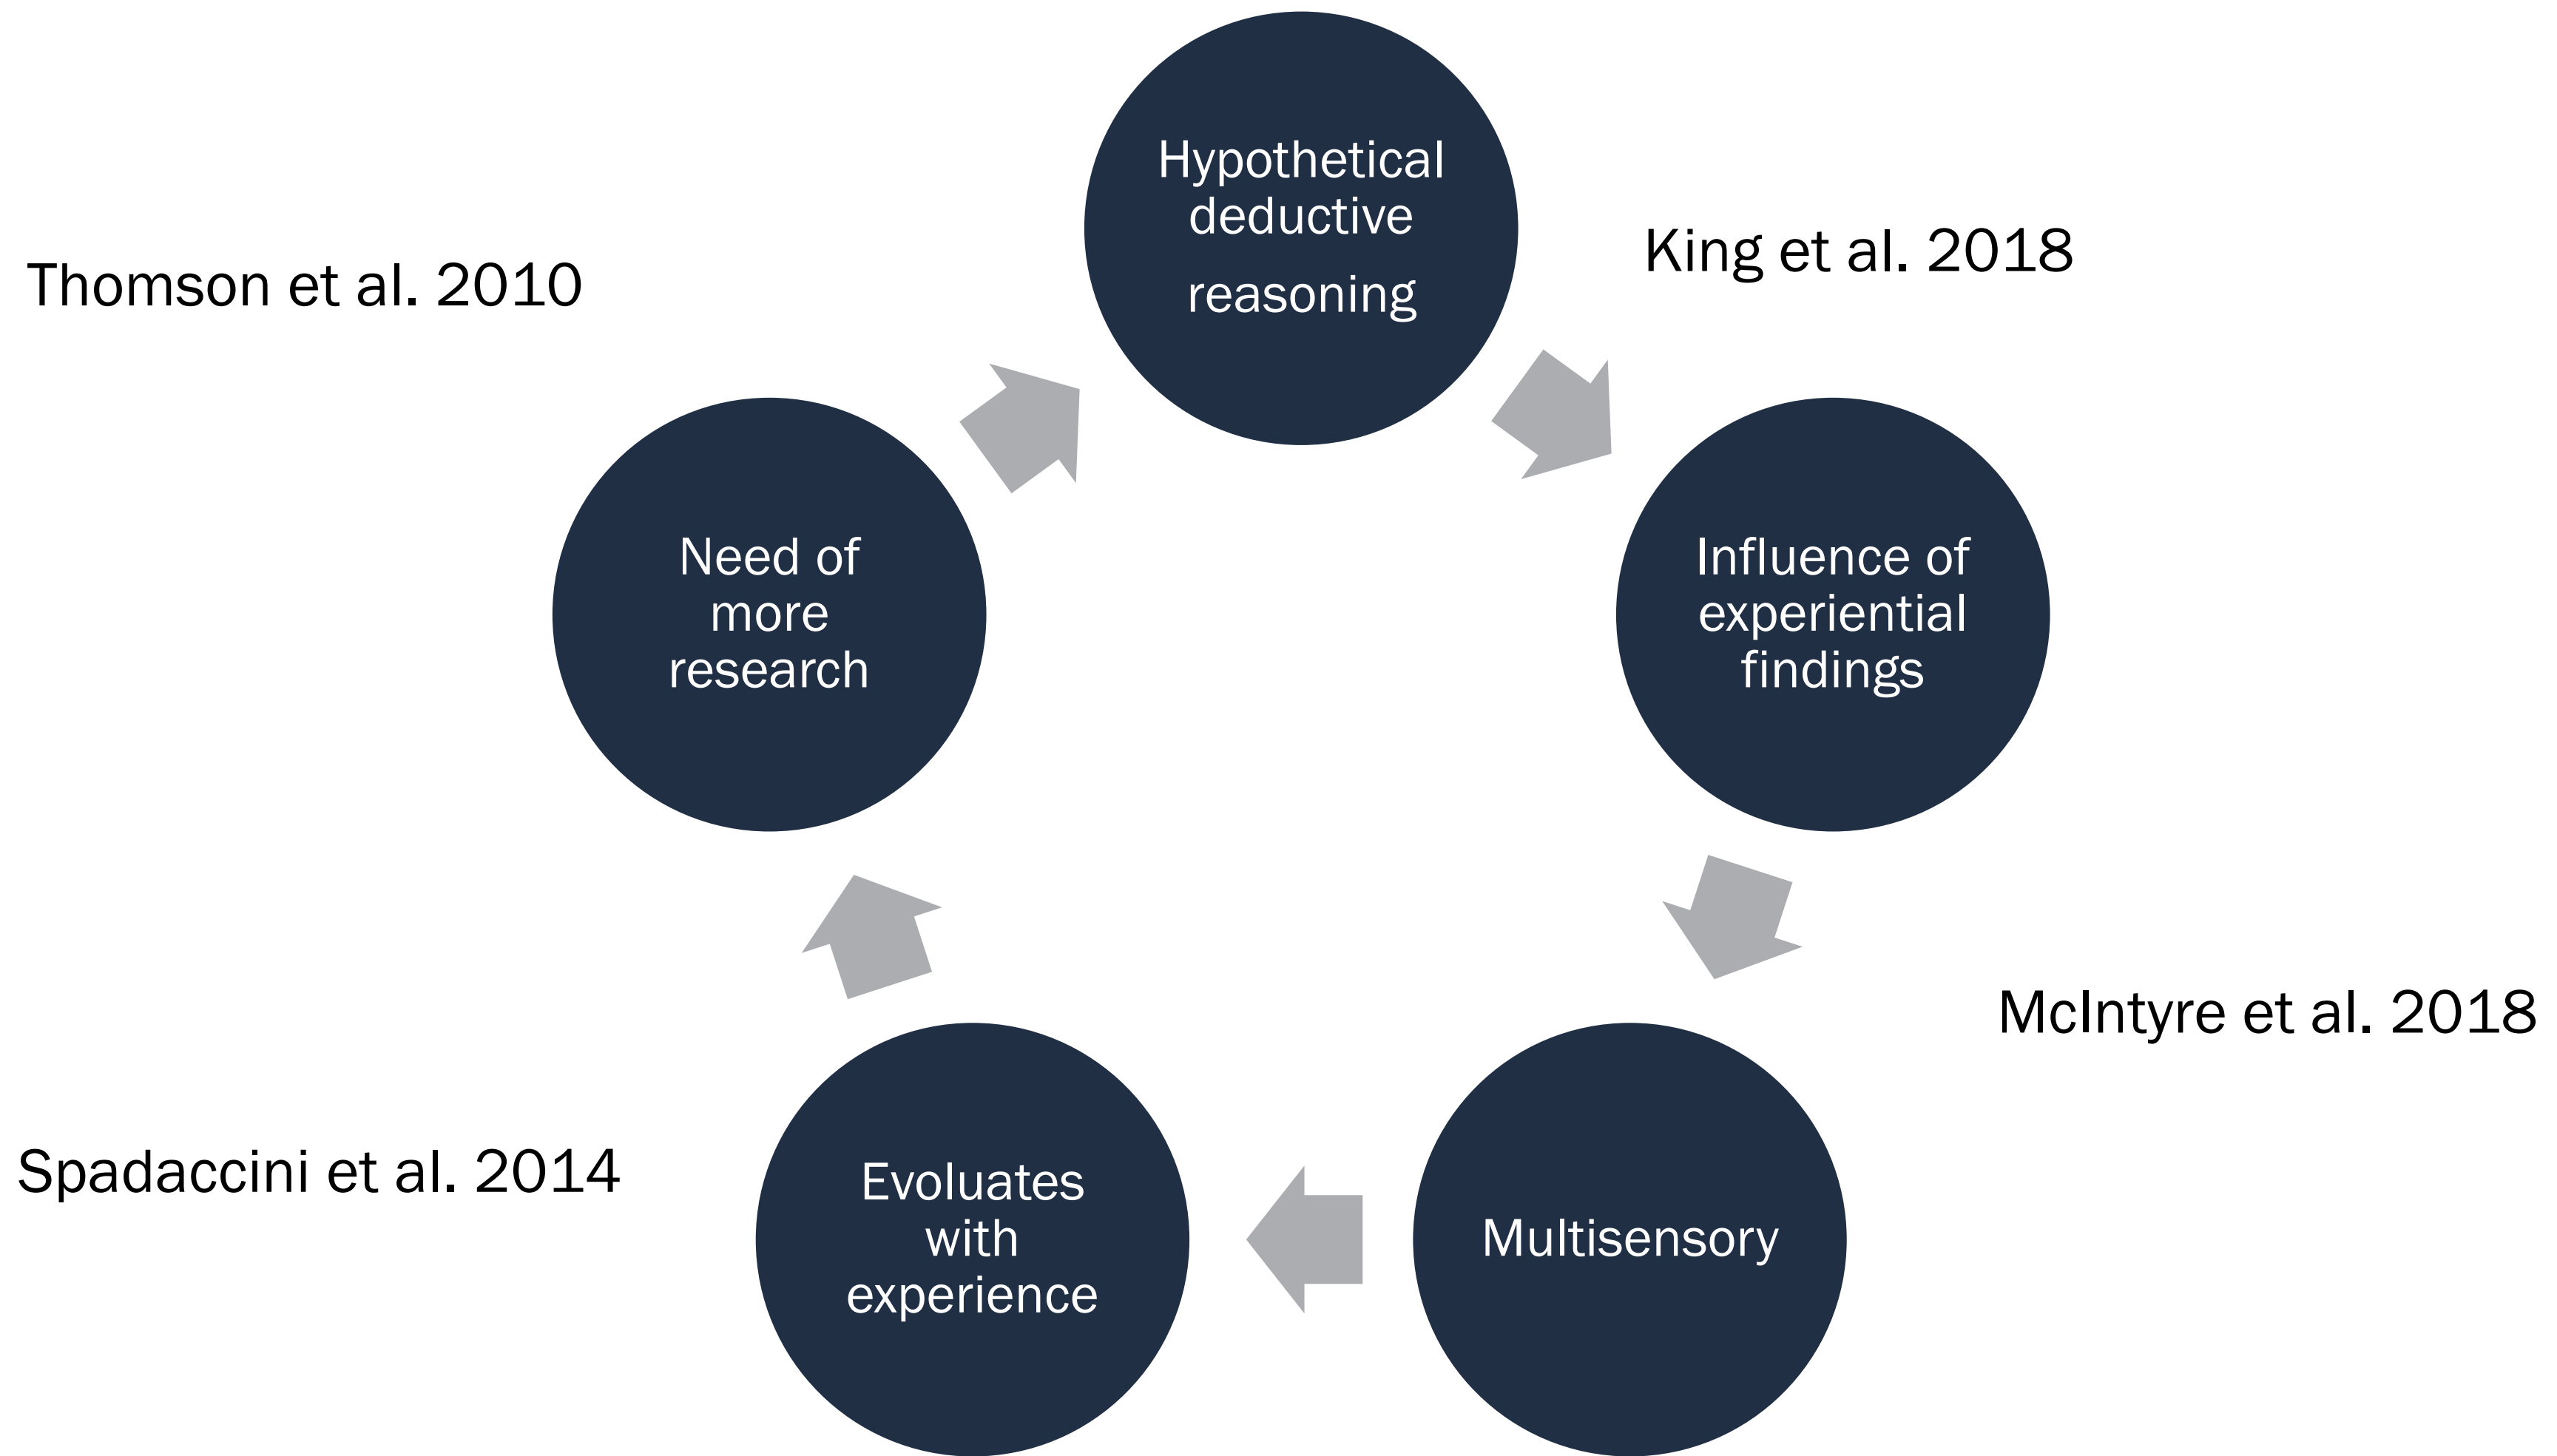 Hypothetical
deductive
reasoning
King et al. 2018
Thomson et al. 2010
Influence of
experiential
findings
Need of
more
research
McIntyre et al. 2018
Multisensory
Evoluates
with
experience
Spadaccini et al. 2014